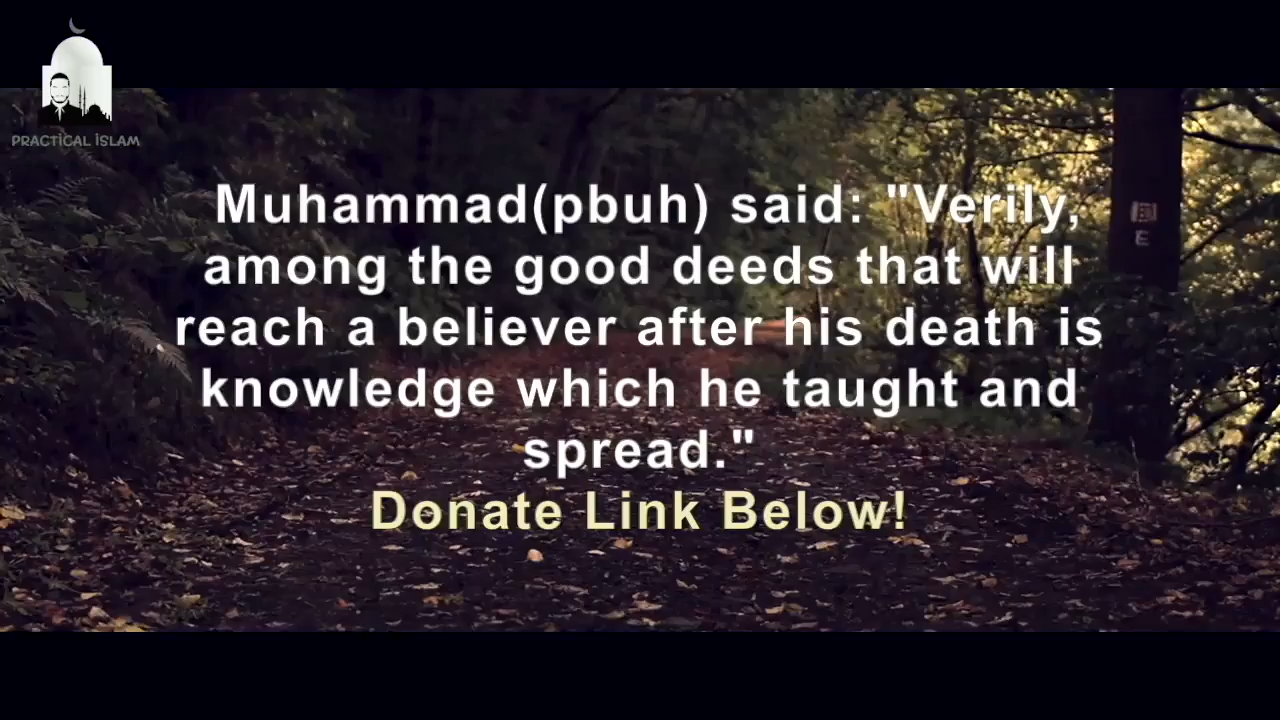 PRACTICAL İSLAM
Muhammad(pbuh) said: "Verily,
among the good deeds that will
reach a believer after his death is
knowledge which he taught and
spread."
Donate Link Below!
E